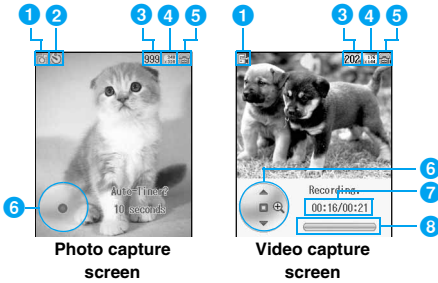 1 2 3 4 5
999
Auto-Timer?
10 seconds
6
Photo capture
screen
1 3 4 5
202
Recording.
00:16/00:21
6
7
8
Video capture
screen